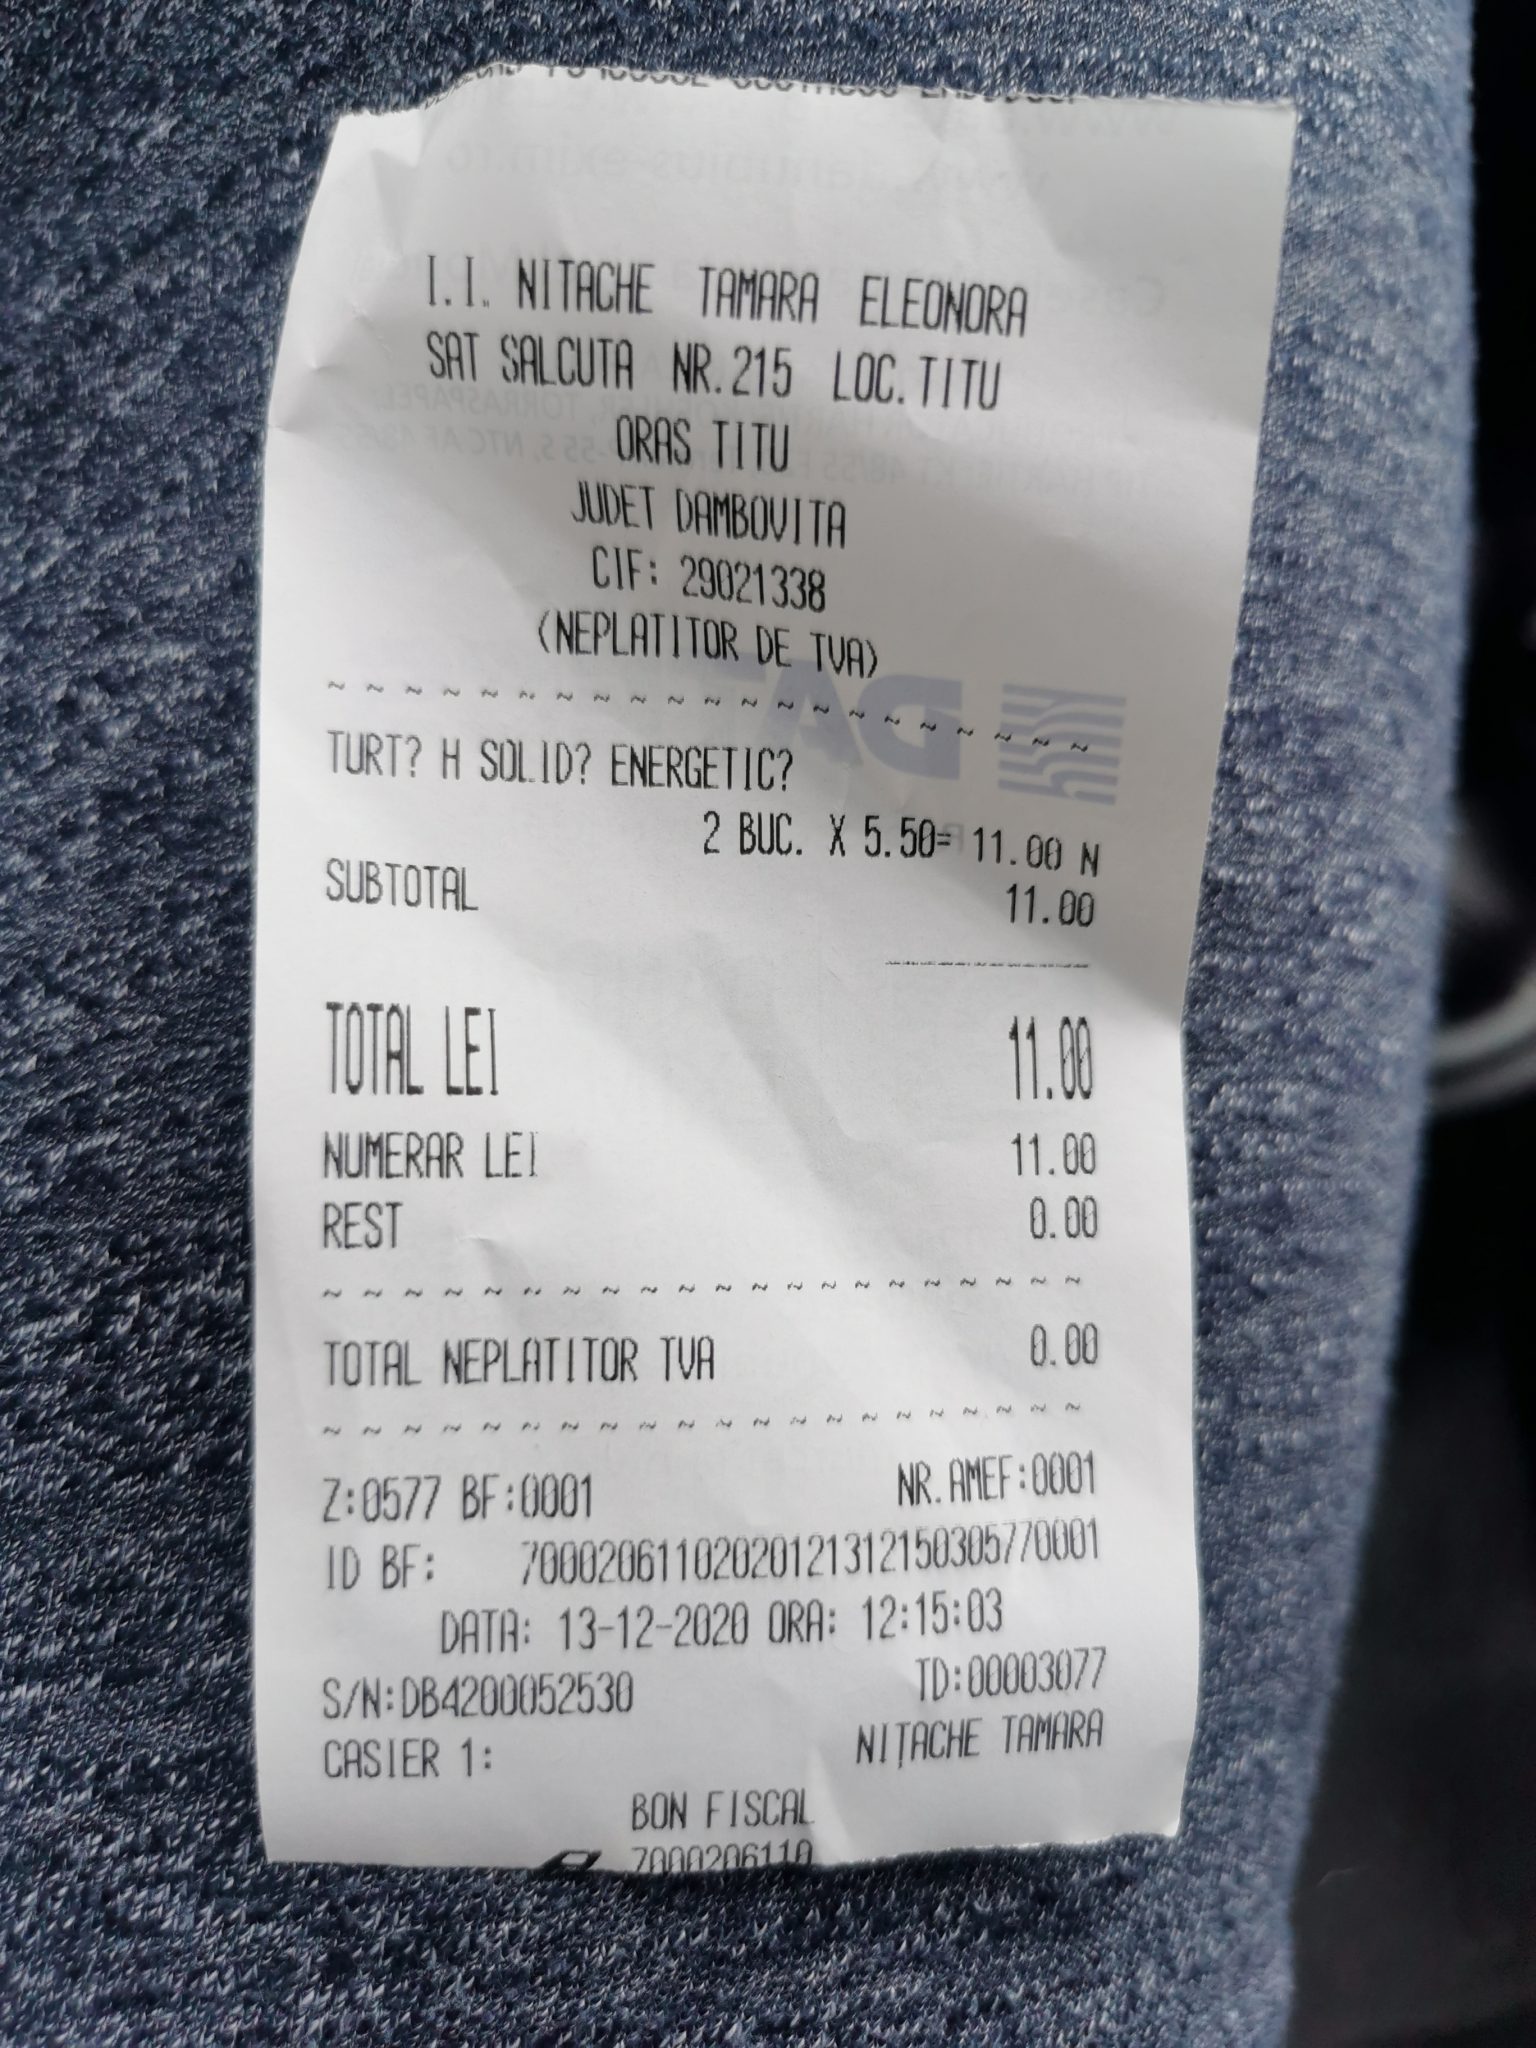 I.I. NITACHE TAMARA ELEONORA
SAT SALCUTA NR.215 LOC.TITU
ORAS TITU
JUDET DAMBOVITA
CIF: 29021338
(NEPLATITOR DE TVA)
TURT? H SOLID? ENERGETIC?
2 BUC. X 5.50= 11.00 N
SUBTOTAL 11.00
TOTAL LEI 11.00
NUMERAR LEI 11.00
REST 0.00
TOTAL NEPLATITOR TVA 0.00
Z:0577 BF:0001 NR.AMEF:0001
ID BF: 70002061102020121312150305770001
DATA: 13-12-2020 ORA: 12:15:03
S/N:DB4200052530 TD:00003077
CASIER 1: NIȚACHE TAMARA
BON FISCAL
7000206110